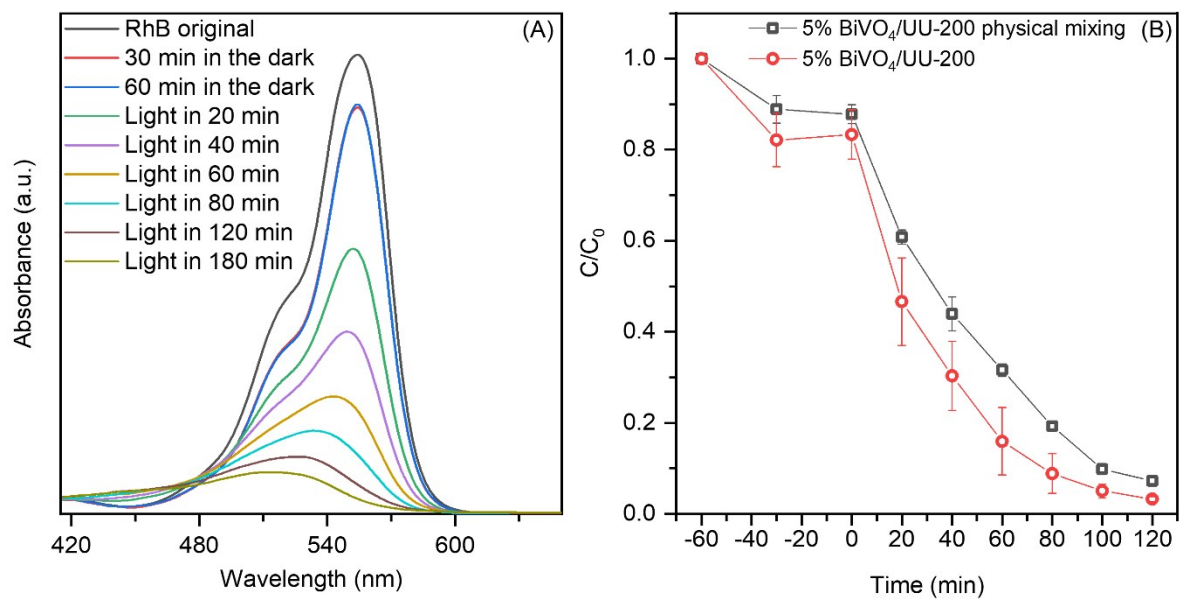 (A)
RhB original
30 min in the dark
60 min in the dark
Light in 20 min
Light in 40 min
Light in 60 min
Light in 80 min
Light in 120 min
Light in 180 min
Absorbance (a.u.)
420 480 540 600
Wavelength (nm)
(B)
5% BiVO₄/UU-200 physical mixing
5% BiVO₄/UU-200
1.0
0.8
0.6
0.4
0.2
0.0
C/C₀
-60 -40 -20 0 20 40 60 80 100 120
Time (min)